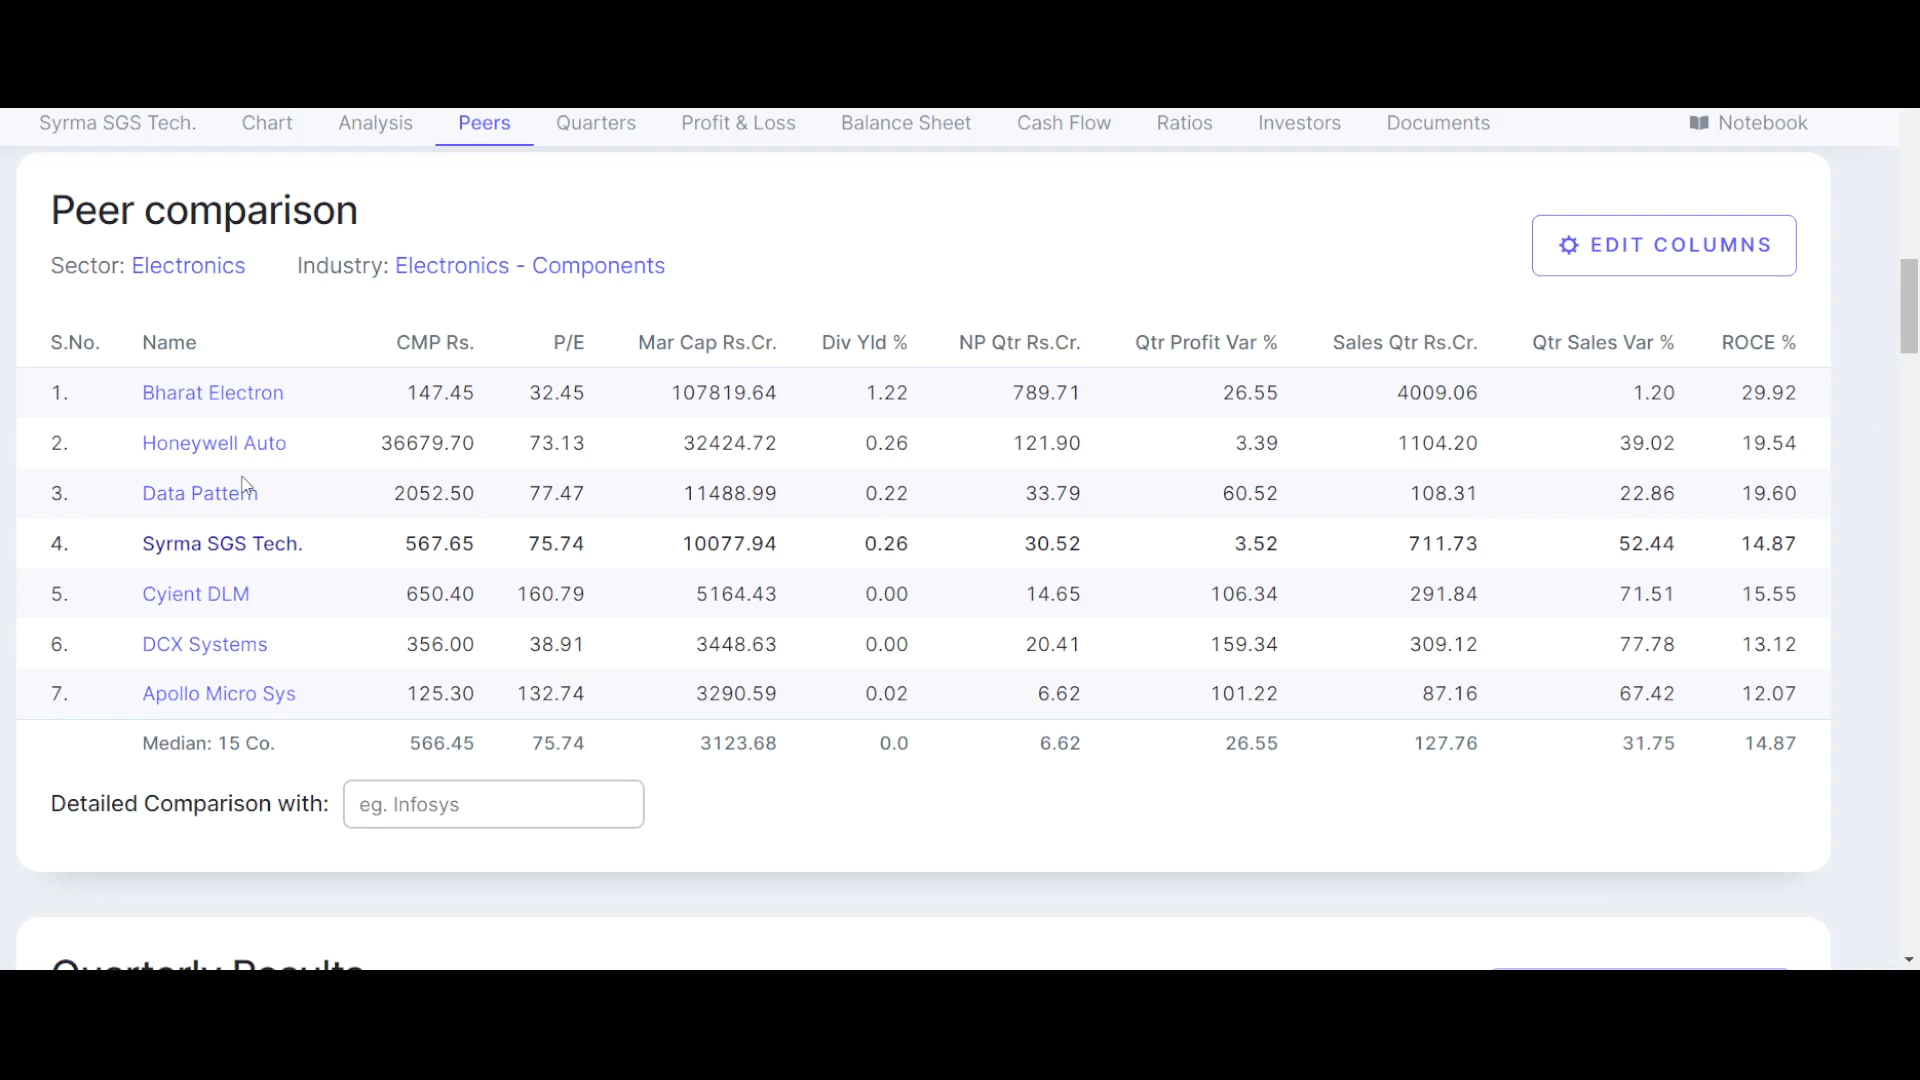 Syrma SGS Tech. Chart Analysis Peers Quarters Profit & Loss Balance Sheet Cash Flow Ratios Investors Documents Notebook
Peer comparison
EDIT COLUMNS
Sector: Electronics Industry: Electronics - Components
S.No. Name CMP Rs. P/E Mar Cap Rs.Cr. Div Yld % NP Qtr Rs.Cr. Qtr Profit Var % Sales Qtr Rs.Cr. Qtr Sales Var % ROCE %
1. Bharat Electron 147.45 32.45 107819.64 1.22 789.71 26.55 4009.06 1.20 29.92
2. Honeywell Auto 36679.70 73.13 32424.72 0.26 121.90 3.39 1104.20 39.02 19.54
3. Data Pattern 2052.50 77.47 11488.99 0.22 33.79 60.52 108.31 22.86 19.60
4. Syrma SGS Tech. 567.65 75.74 10077.94 0.26 30.52 3.52 711.73 52.44 14.87
5. Cyient DLM 650.40 160.79 5164.43 0.00 14.65 106.34 291.84 71.51 15.55
6. DCX Systems 356.00 38.91 3448.63 0.00 20.41 159.34 309.12 77.78 13.12
7. Apollo Micro Sys 125.30 132.74 3290.59 0.02 6.62 101.22 87.16 67.42 12.07
Median: 15 Co. 566.45 75.74 3123.68 0.0 6.62 26.55 127.76 31.75 14.87
Detailed Comparison with: eg. Infosys
Quarterly Results